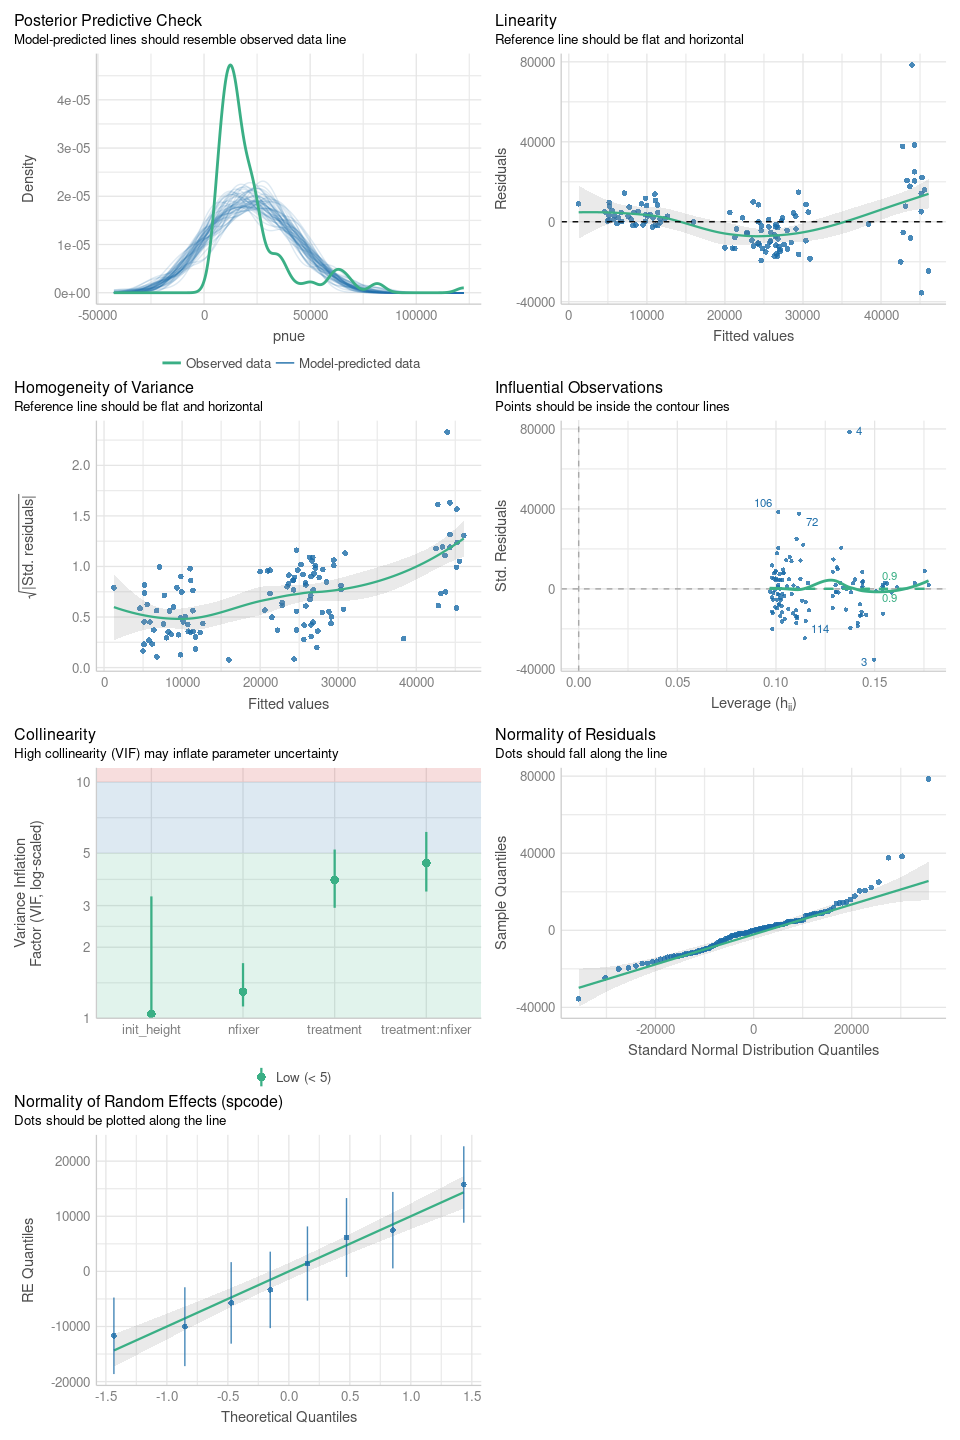 Posterior Predictive Check
Model-predicted lines should resemble observed data line
Density
4e-05
3e-05
2e-05
1e-05
0e+00
-50000
0
50000
100000
pnue
Observed data
Model-predicted data
Linearity
Reference line should be flat and horizontal
Residuals
80000
40000
0
-40000
0
10000
20000
30000
40000
Fitted values
Homogeneity of Variance
Reference line should be flat and horizontal
√|Std. residuals|
2.0
1.5
1.0
0.5
0.0
0
10000
20000
30000
40000
Fitted values
Influential Observations
Points should be inside the contour lines
Std. Residuals
80000
40000
0
-40000
4
106
72
0.9
0.9
114
3
0.00
0.05
0.10
0.15
Leverage (hii)
Collinearity
High collinearity (VIF) may inflate parameter uncertainty
Variance Inflation
Factor (VIF, log-scaled)
10
5
3
2
1
init_height
nfixer
treatment
treatment:nfixer
Low (< 5)
Normality of Residuals
Dots should fall along the line
Sample Quantiles
80000
40000
0
-40000
-20000
0
20000
Standard Normal Distribution Quantiles
Normality of Random Effects (spcode)
Dots should be plotted along the line
RE Quantiles
20000
10000
0
-10000
-20000
-1.5
-1.0
-0.5
0.0
0.5
1.0
1.5
Theoretical Quantiles